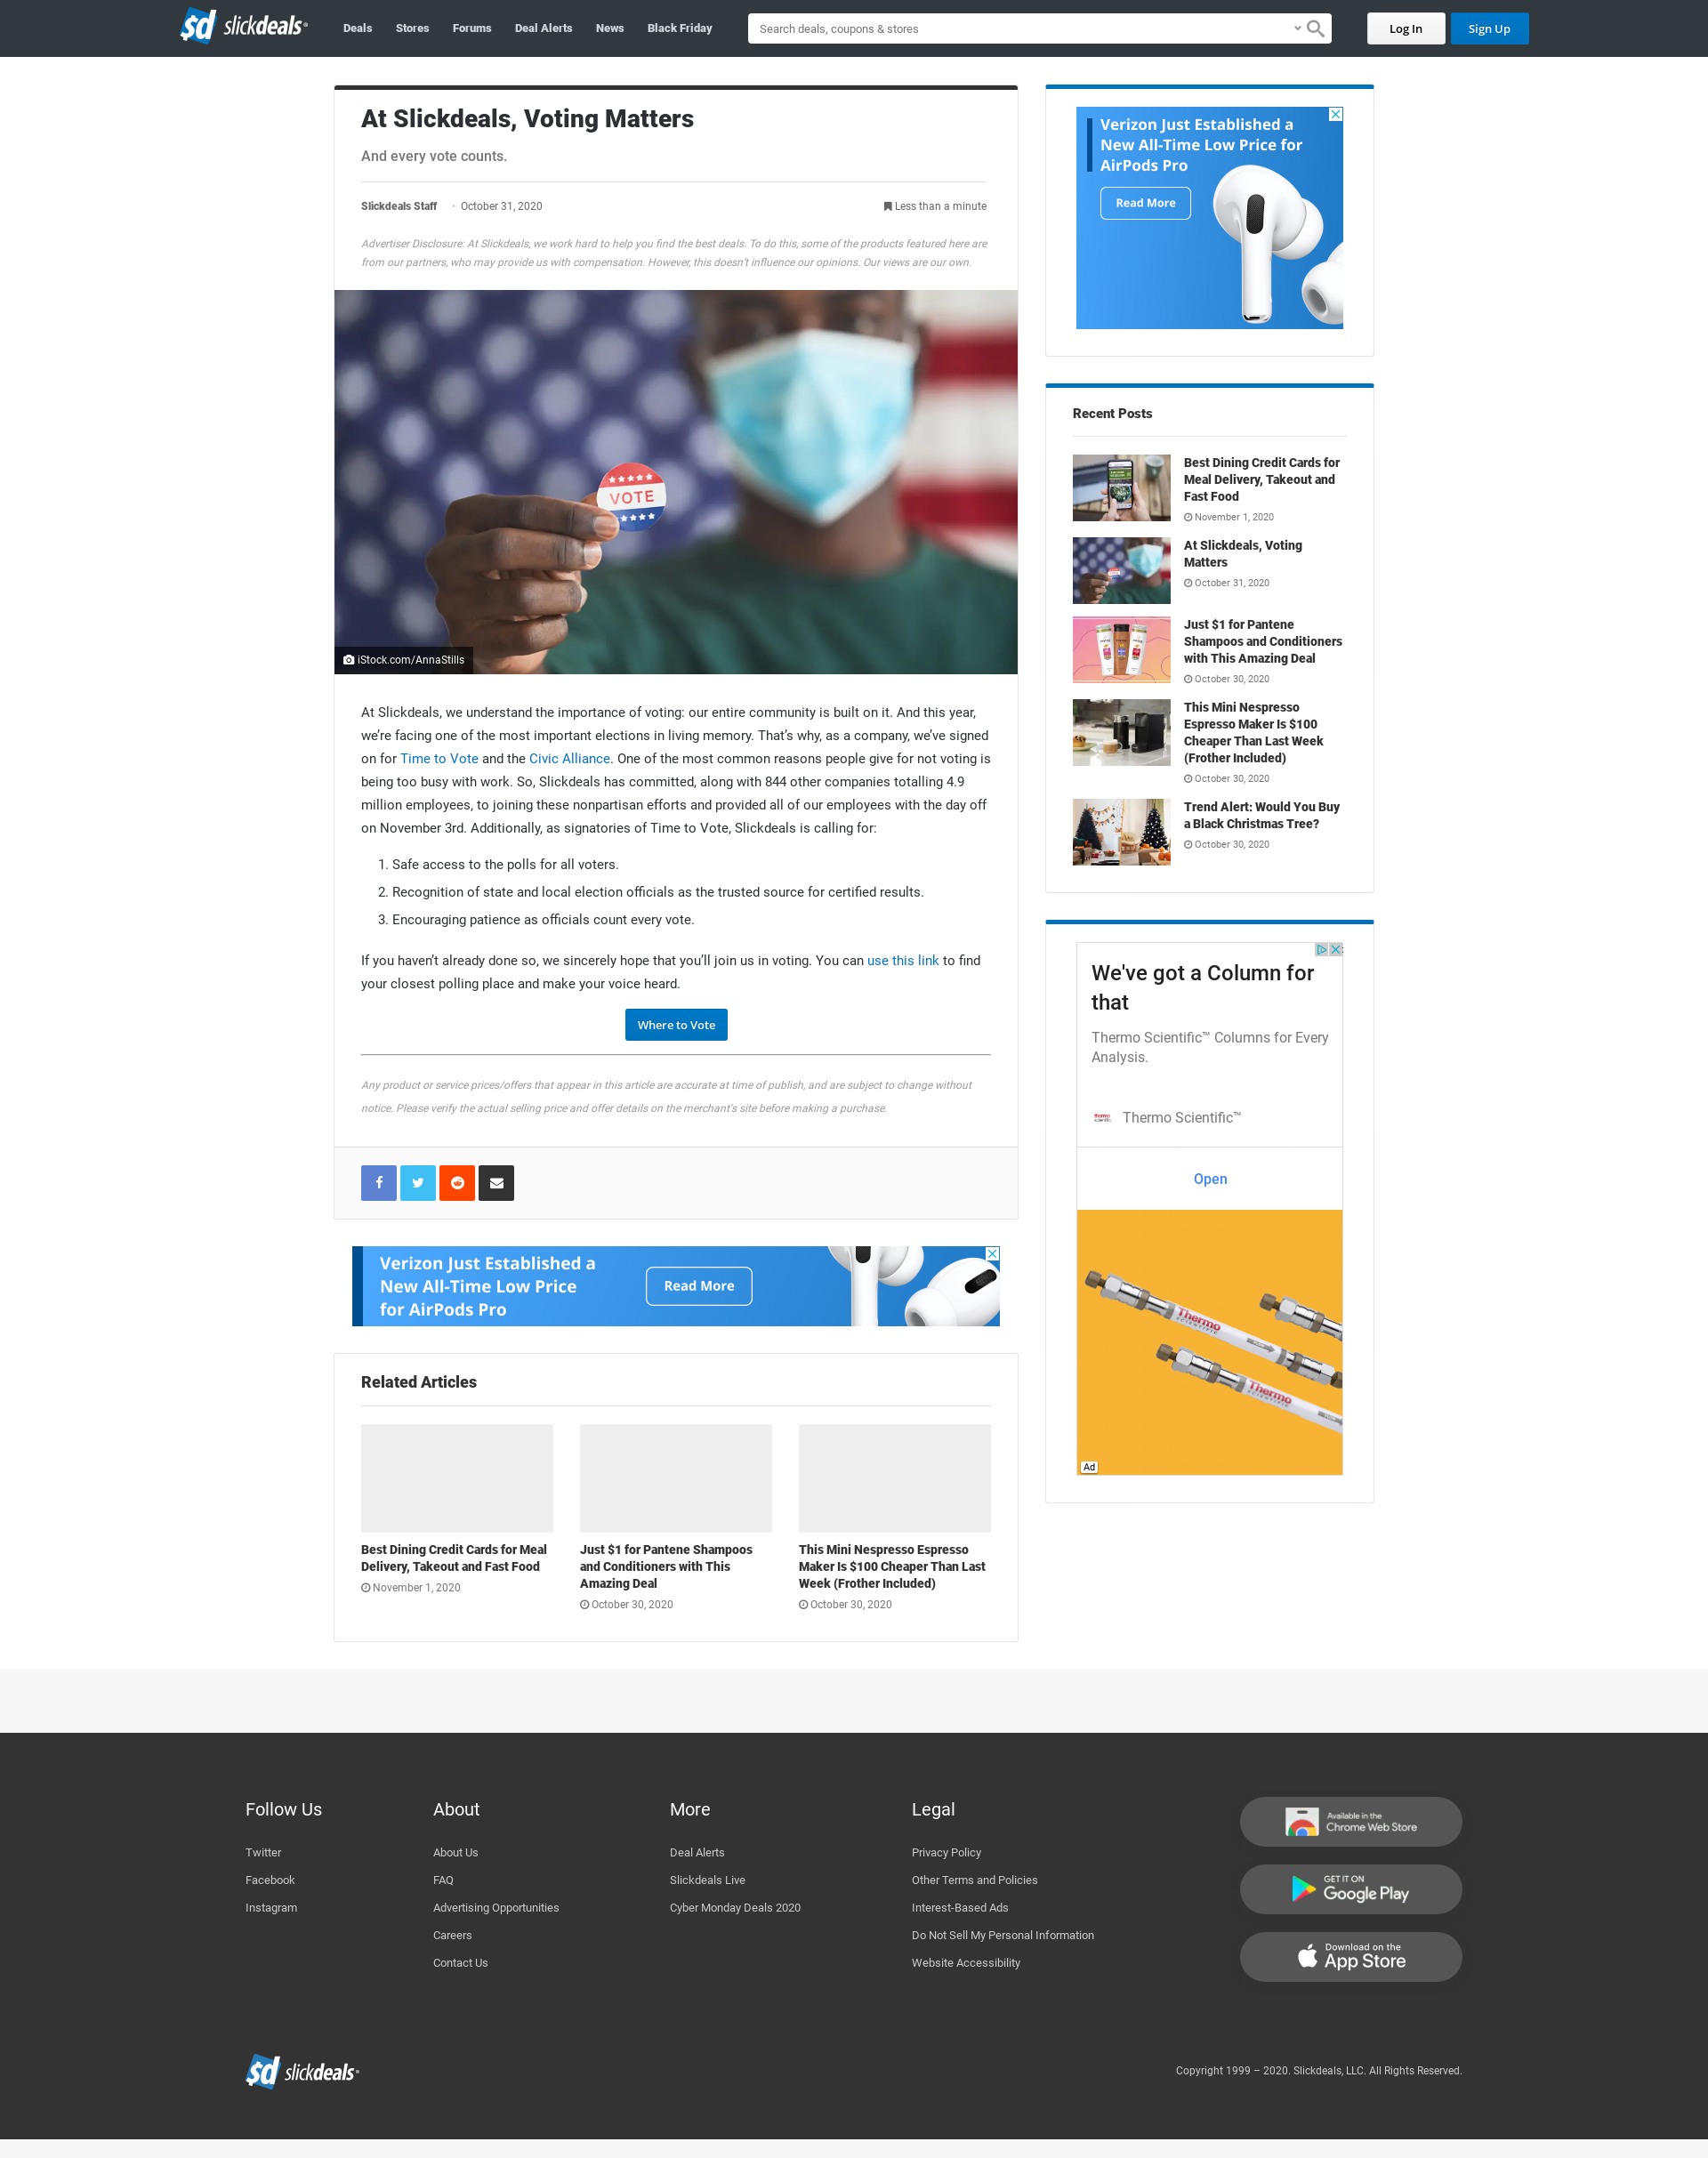 $d slickdeals
Deals
Stores
Forums
Deal Alerts
News
Black Friday
Search deals, coupons & stores
Log In
Sign Up
At Slickdeals, Voting Matters
And every vote counts.
Slickdeals Staff · October 31, 2020
Less than a minute
Advertiser Disclosure: At Slickdeals, we work hard to help you find the best deals. To do this, some of the products featured here are
from our partners, who may provide us with compensation. However, this doesn't influence our opinions. Our views are our own.
VOTE
iStock.com/AnnaStills
At Slickdeals, we understand the importance of voting: our entire community is built on it. And this year,
we’re facing one of the most important elections in living memory. That’s why, as a company, we’ve signed
on for Time to Vote and the Civic Alliance. One of the most common reasons people give for not voting is
being too busy with work. So, Slickdeals has committed, along with 844 other companies totalling 4.9
million employees, to joining these nonpartisan efforts and provided all of our employees with the day off
on November 3rd. Additionally, as signatories of Time to Vote, Slickdeals is calling for:
1. Safe access to the polls for all voters.
2. Recognition of state and local election officials as the trusted source for certified results.
3. Encouraging patience as officials count every vote.
If you haven’t already done so, we sincerely hope that you’ll join us in voting. You can use this link to find
your closest polling place and make your voice heard.
Where to Vote
Any product or service prices/offers that appear in this article are accurate at time of publish, and are subject to change without
notice. Please verify the actual selling price and offer details on the merchant’s site before making a purchase.
Verizon Just Established a
New All-Time Low Price
for AirPods Pro
Read More
Related Articles
Best Dining Credit Cards for Meal
Delivery, Takeout and Fast Food
November 1, 2020
Just $1 for Pantene Shampoos
and Conditioners with This
Amazing Deal
October 30, 2020
This Mini Nespresso Espresso
Maker Is $100 Cheaper Than Last
Week (Frother Included)
October 30, 2020
Verizon Just Established a
New All-Time Low Price for
AirPods Pro
Read More
Recent Posts
Best Dining Credit Cards for
Meal Delivery, Takeout and
Fast Food
November 1, 2020
At Slickdeals, Voting
Matters
October 31, 2020
Just $1 for Pantene
Shampoos and Conditioners
with This Amazing Deal
October 30, 2020
This Mini Nespresso
Espresso Maker Is $100
Cheaper Than Last Week
(Frother Included)
October 30, 2020
Trend Alert: Would You Buy
a Black Christmas Tree?
October 30, 2020
We've got a Column for
that
Thermo Scientific™ Columns for Every
Analysis.
thermo
scientific
Thermo Scientific™
Open
Thermo
SCIENTIFIC
Thermo
SCIENTIFIC
Ad
Follow Us
Twitter
Facebook
Instagram
About
About Us
FAQ
Advertising Opportunities
Careers
Contact Us
More
Deal Alerts
Slickdeals Live
Cyber Monday Deals 2020
Legal
Privacy Policy
Other Terms and Policies
Interest-Based Ads
Do Not Sell My Personal Information
Website Accessibility
Available in the
Chrome Web Store
GET IT ON
Google Play
Download on the
App Store
$d slickdeals
Copyright 1999 – 2020. Slickdeals, LLC. All Rights Reserved.